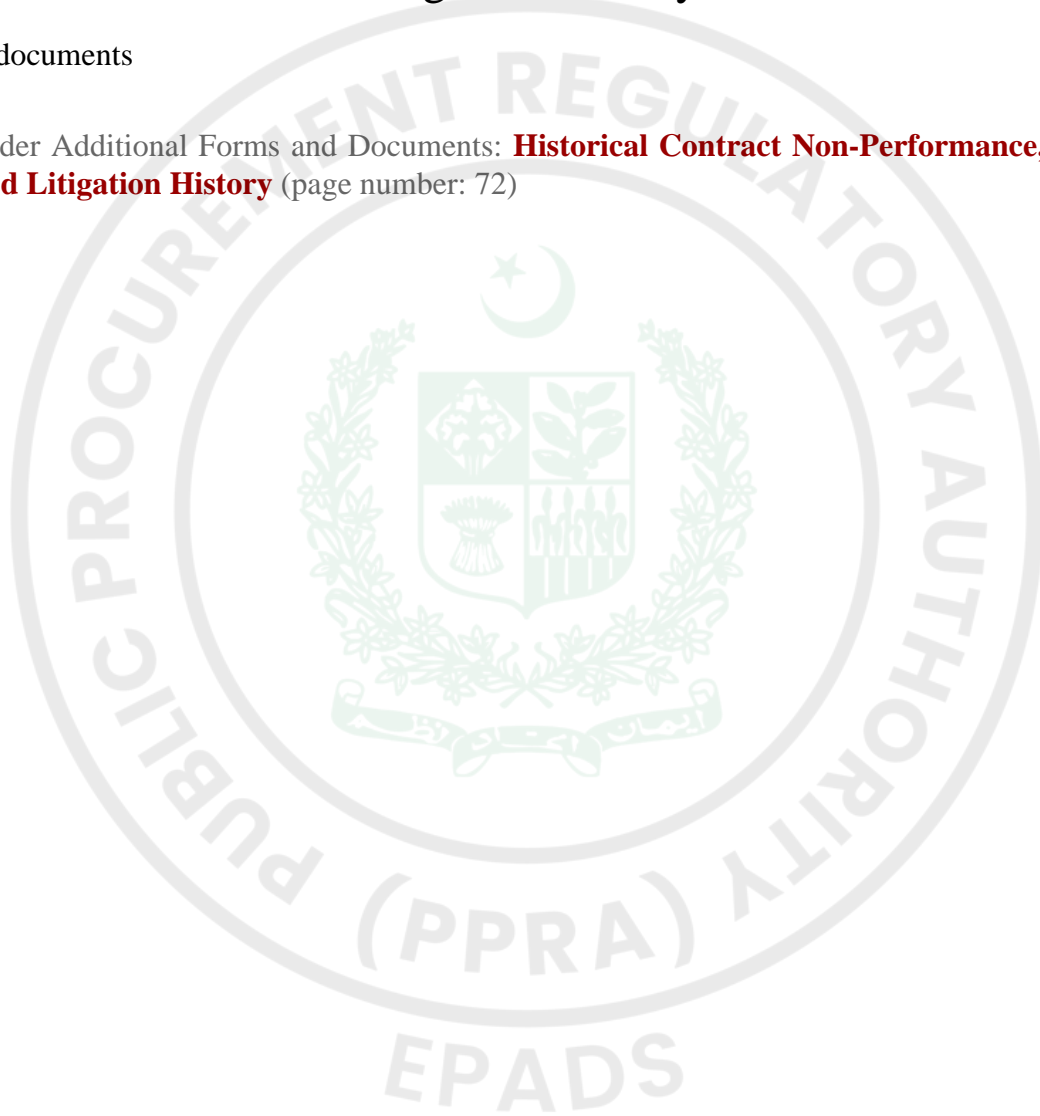 documents
der Additional Forms and Documents: Historical Contract Non-Performance,
d Litigation History (page number: 72)
PUBLIC PROCUREMENT REGULATORY AUTHORITY
(PPRA)
EPADS